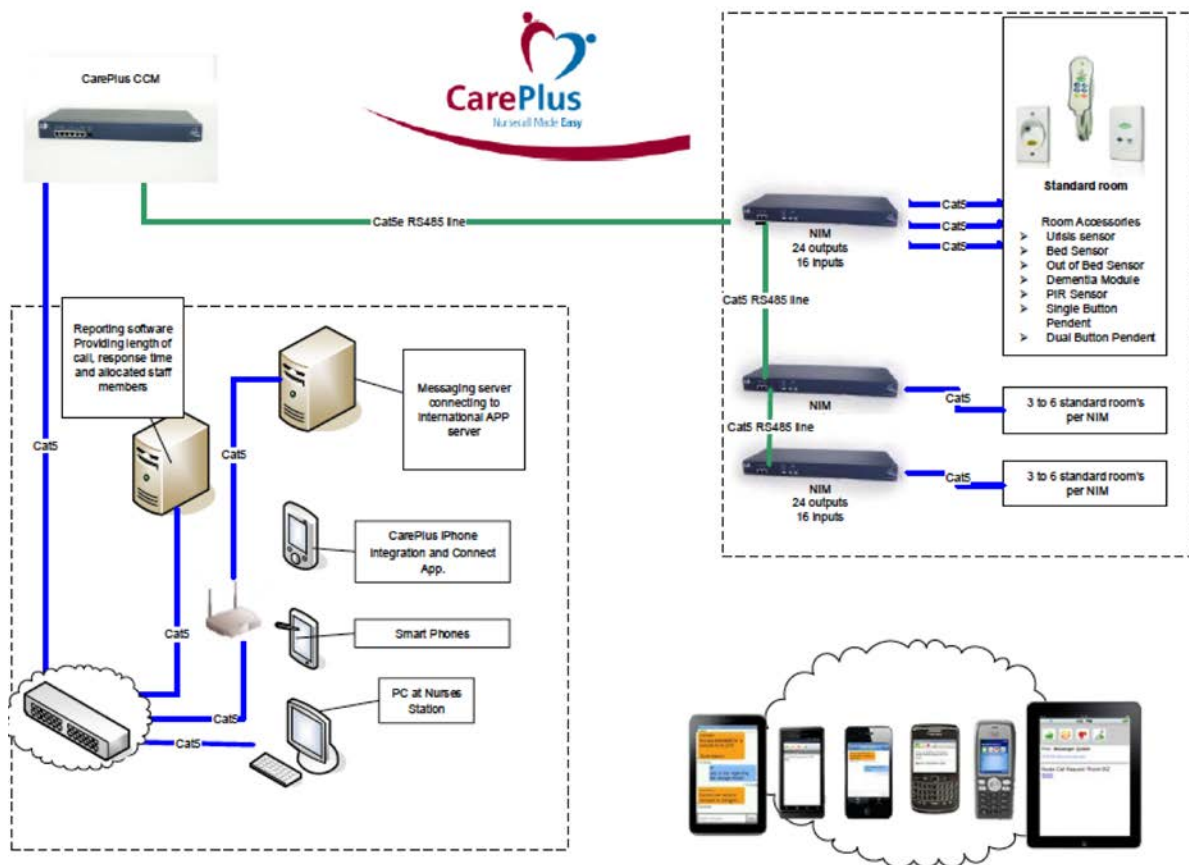 CarePlus CCM
CarePlus
Nursecall Made Easy
Cat5e RS485 line
NIM
24 outputs
16 Inputs
Cat5
Cat5
Cat5
Standard room
Room Accessories
➤ Urisis sensor
➤ Bed Sensor
➤ Out of Bed Sensor
➤ Dementia Module
➤ PIR Sensor
➤ Single Button
Pendent
➤ Dual Button Pendent
Cat5 RS485 line
NIM
Cat5
3 to 6 standard room's
per NIM
Cat5 RS485 line
NIM
24 outputs
16 Inputs
Cat5
3 to 6 standard room's
per NIM
Reporting software
Providing length of
call, response time
and allocated staff
members
Messaging server
connecting to
International APP
server
Cat5
Cat5
CarePlus iPhone
Integration and Connect
App.
Smart Phones
Cat5
PC at Nurses
Station
Cat5
Cat5